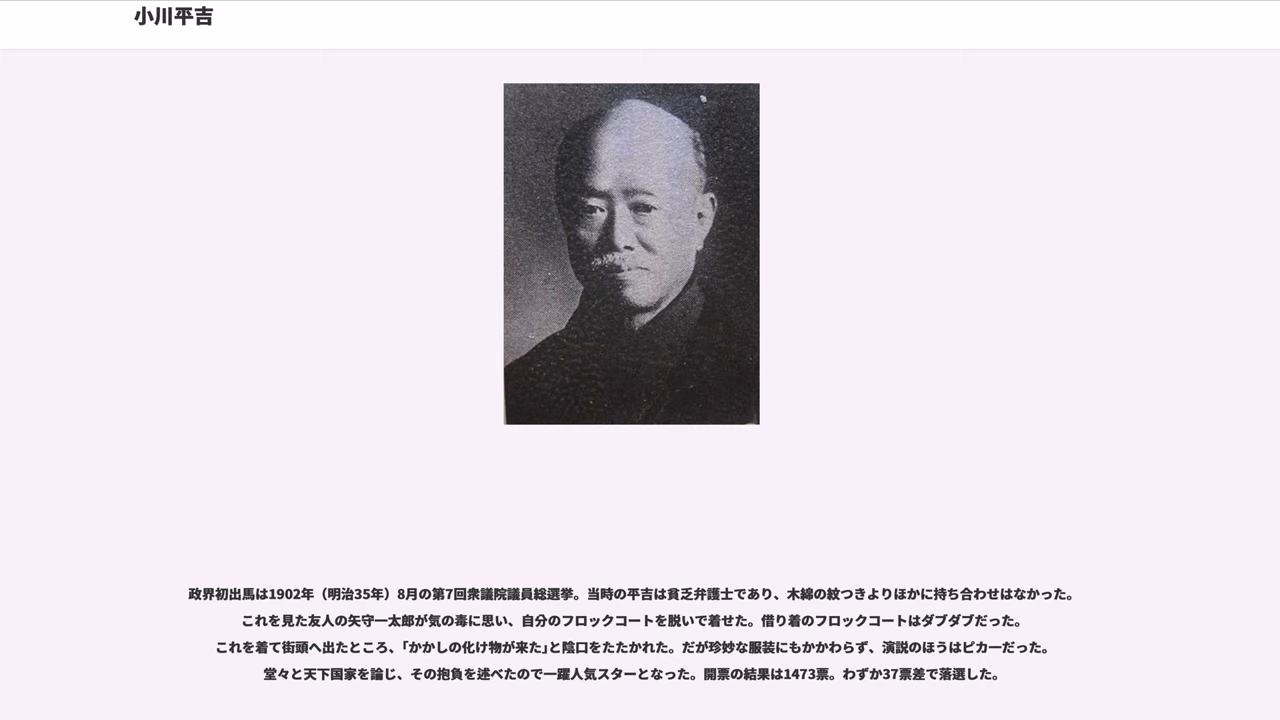 小川平吉
政界初出馬は1902年（明治35年）8月の第7回衆議院議員総選挙。当時の平吉は貧乏弁護士であり、木綿の紋つきよりほかに持ち合わせはなかった。
これを見た友人の矢守一太郎が気の毒に思い、自分のフロックコートを脱いで着せた。借り着のフロックコートはダブダブだった。
これを着て街頭へ出たところ、「かかしの化け物が来た」と陰口をたたかれた。だが珍妙な服装にもかかわらず、演説のほうはピカ一だった。
堂々と天下国家を論じ、その抱負を述べたので一躍人気スターとなった。開票の結果は1473票。わずか37票差で落選した。